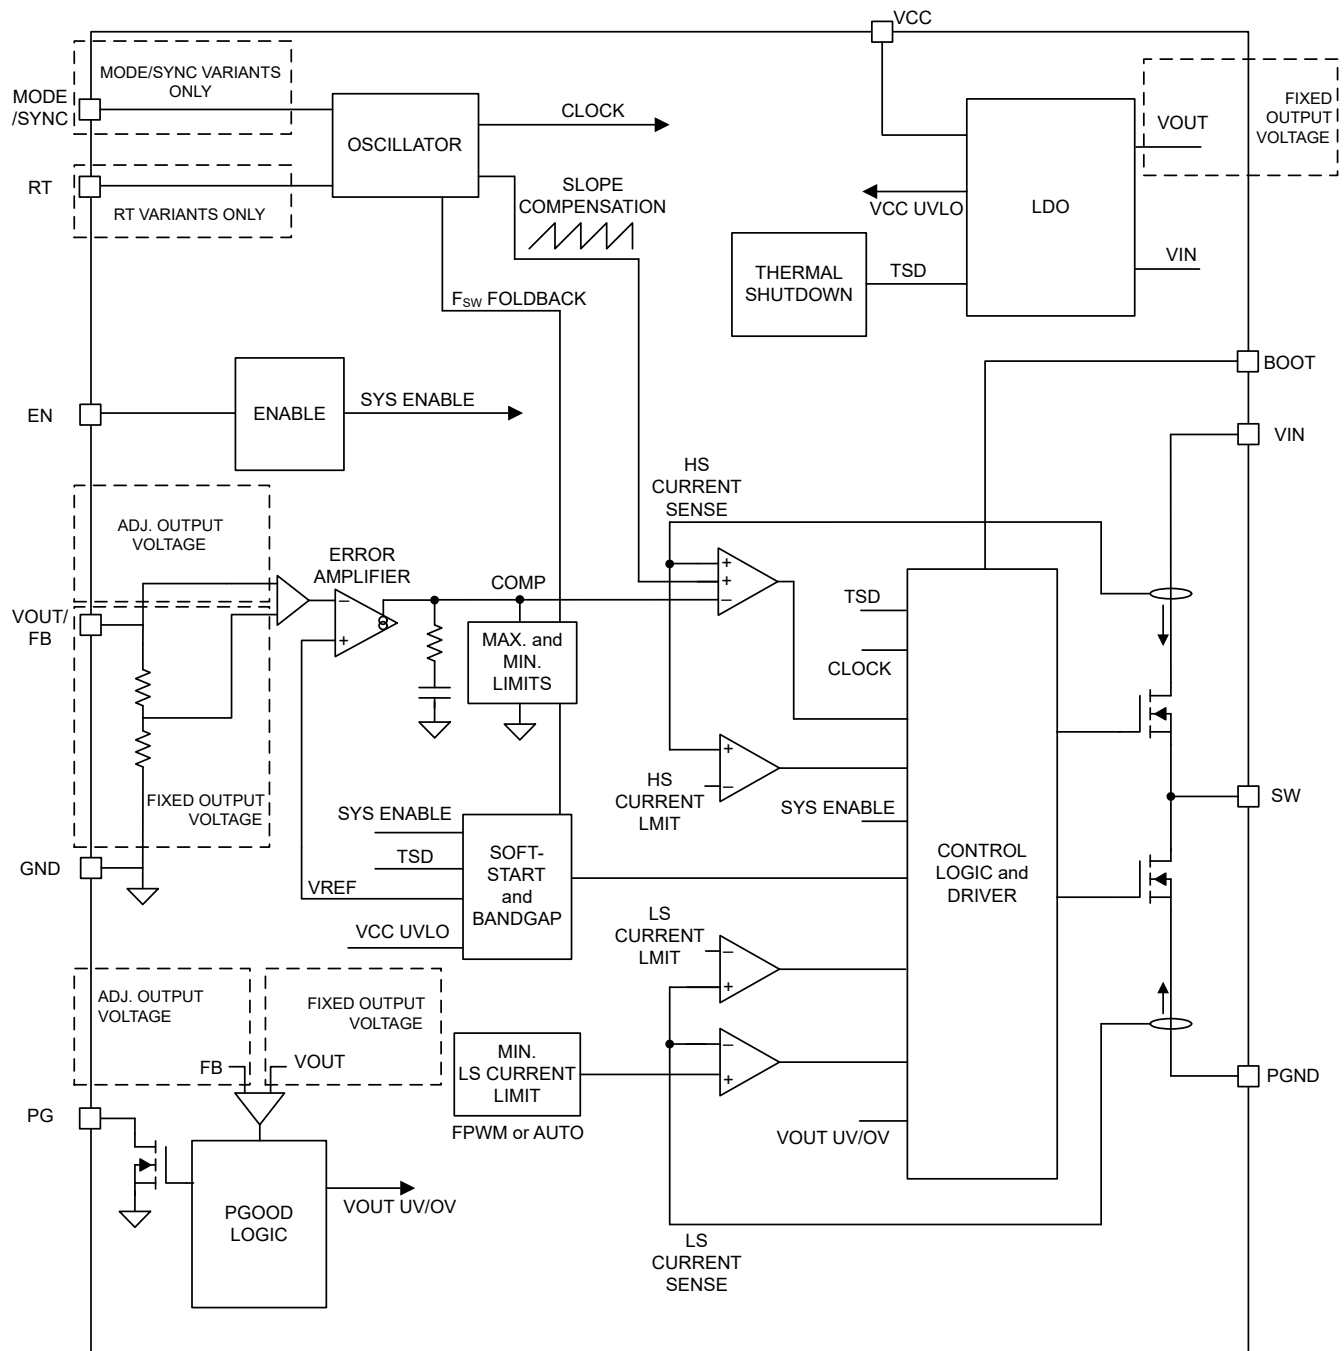 VCC
MODE/SYNC VARIANTS
ONLY
MODE
/SYNC
OSCILLATOR
CLOCK
FIXED
OUTPUT
VOLTAGE
VOUT
RT
RT VARIANTS ONLY
SLOPE
COMPENSATION
VCC UVLO
LDO
THERMAL
SHUTDOWN
TSD
VIN
FSW FOLDBACK
BOOT
EN
ENABLE
SYS ENABLE
VIN
HS
CURRENT
SENSE
ADJ. OUTPUT
VOLTAGE
ERROR
AMPLIFIER
COMP
+
+
−
−
+
VOUT/
FB
MAX. and
MIN.
LIMITS
TSD
CLOCK
FIXED OUTPUT
VOLTAGE
+
−
HS
CURRENT
LMIT
SYS ENABLE
SW
SYS ENABLE
TSD
VREF
VCC UVLO
SOFT-
START
and
BANDGAP
CONTROL
LOGIC and
DRIVER
GND
LS
CURRENT
LMIT
−
+
ADJ. OUTPUT
VOLTAGE
FIXED OUTPUT
VOLTAGE
FB
VOUT
MIN.
LS CURRENT
LIMIT
FPWM or AUTO
−
+
PGND
PG
VOUT UV/OV
PGOOD
LOGIC
VOUT UV/OV
LS
CURRENT
SENSE